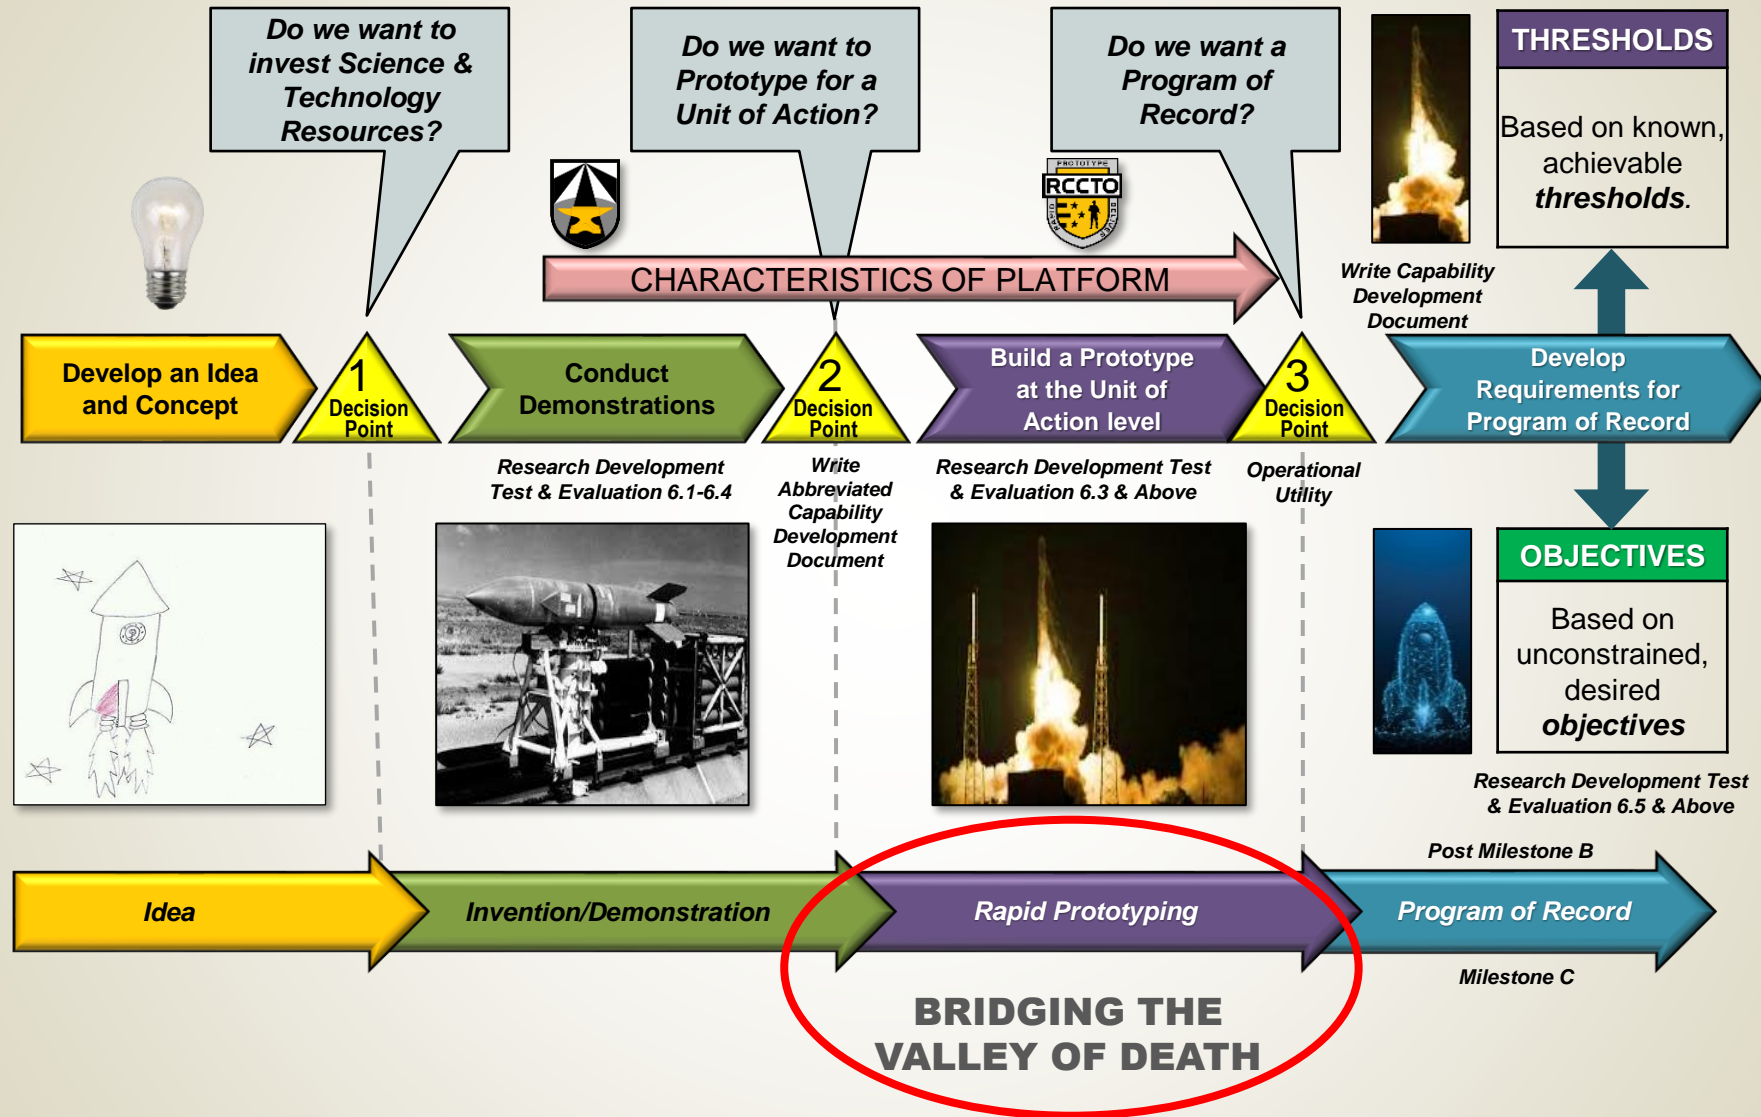 Do we want to
invest Science &
Technology
Resources?
Do we want to
Prototype for a
Unit of Action?
Do we want a
Program of
Record?
THRESHOLDS
Based on known,
achievable
thresholds.
PROTOTYPE
RCCTO
DELIVER
CHARACTERISTICS OF PLATFORM
Write Capability
Development
Document
Develop an Idea
and Concept
1
Decision
Point
Conduct
Demonstrations
2
Decision
Point
Build a Prototype
at the Unit of
Action level
3
Decision
Point
Develop
Requirements for
Program of Record
Research Development
Test & Evaluation 6.1-6.4
Write
Abbreviated
Capability
Development
Document
Research Development Test
& Evaluation 6.3 & Above
Operational
Utility
OBJECTIVES
Based on
unconstrained,
desired
objectives
Research Development Test
& Evaluation 6.5 & Above
Post Milestone B
Idea
Invention/Demonstration
Rapid Prototyping
Program of Record
Milestone C
BRIDGING THE
VALLEY OF DEATH